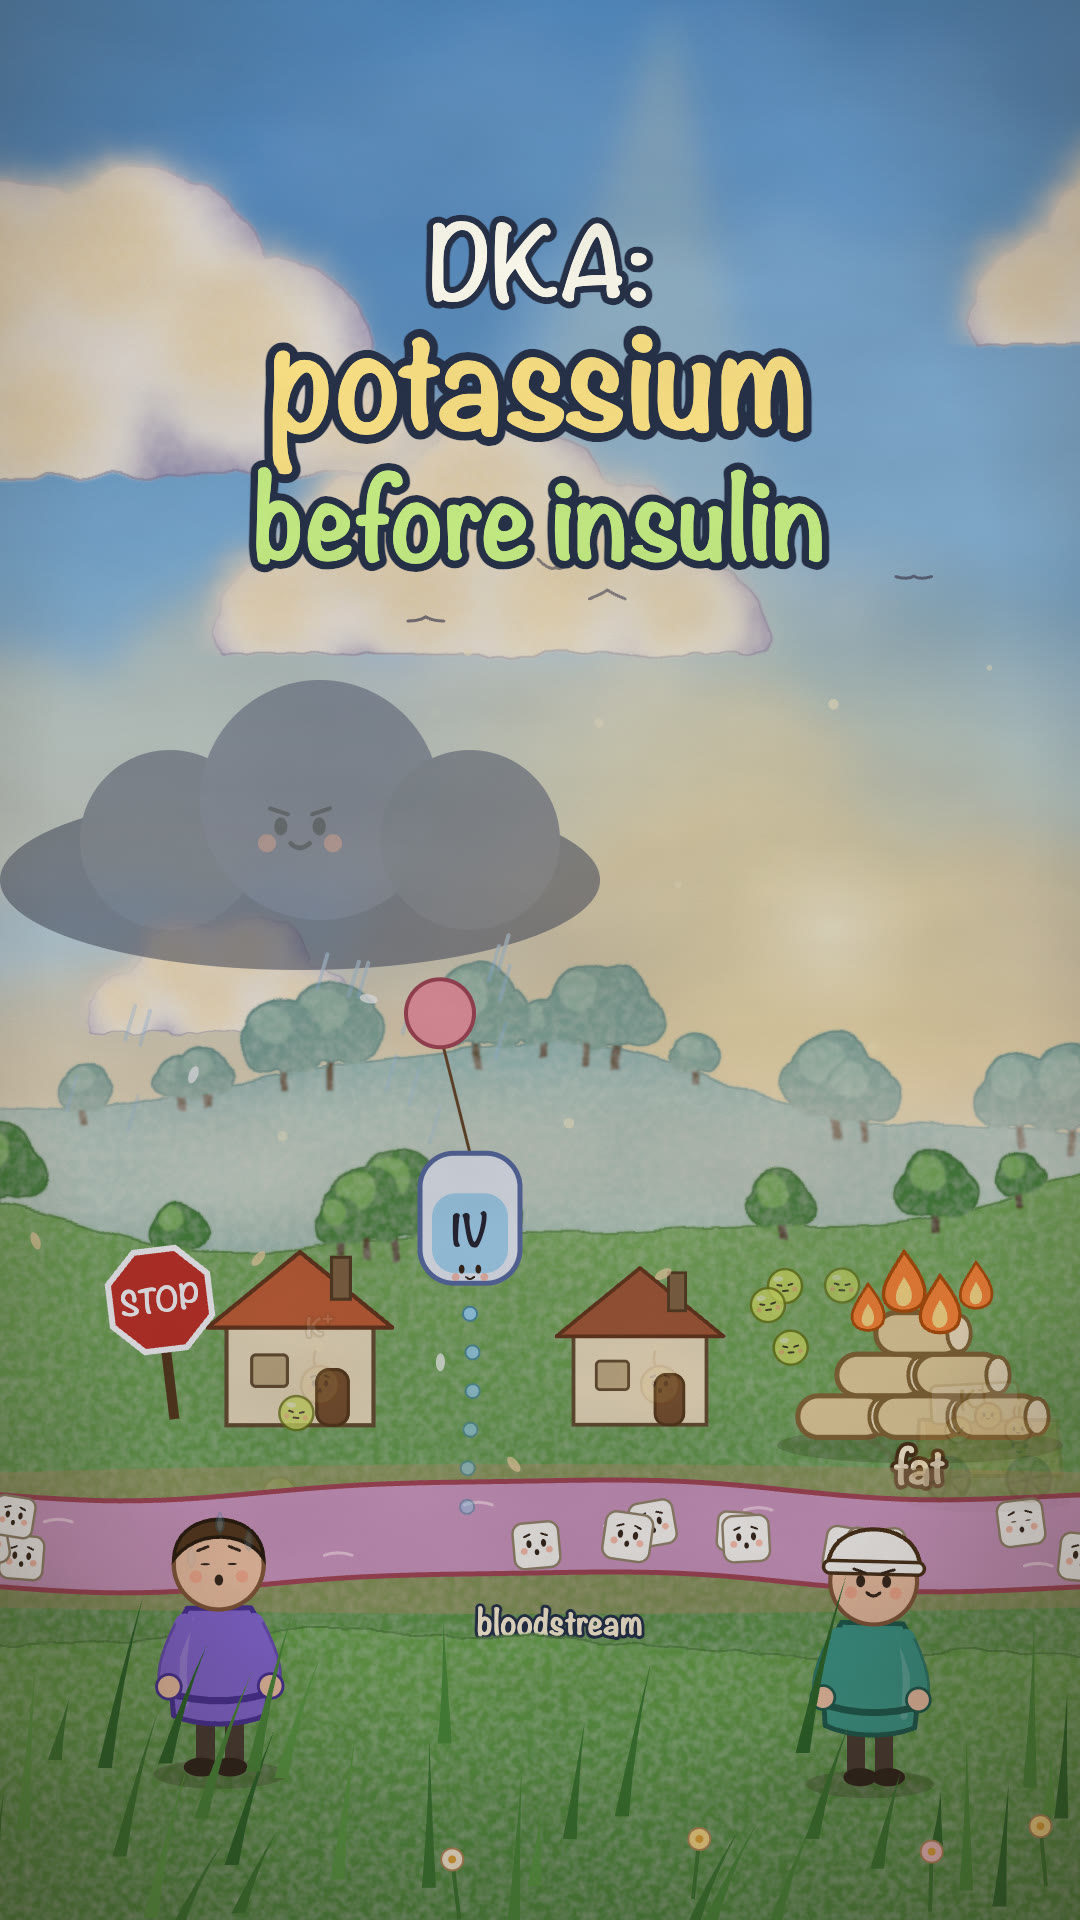 DKA:
potassium
before insulin
IV
STOP
K+
fat
bloodstream